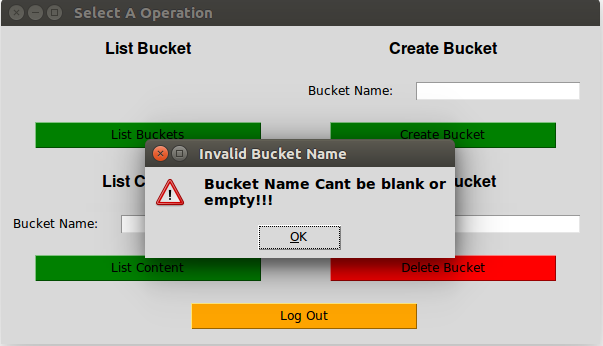 Select A Operation
List Bucket
Create Bucket
Bucket Name:
List Buckets
Create Bucket
Invalid Bucket Name
Bucket Name Cant be blank or
empty!!!
OK
List C
ucket
Bucket Name:
List Content
Delete Bucket
Log Out